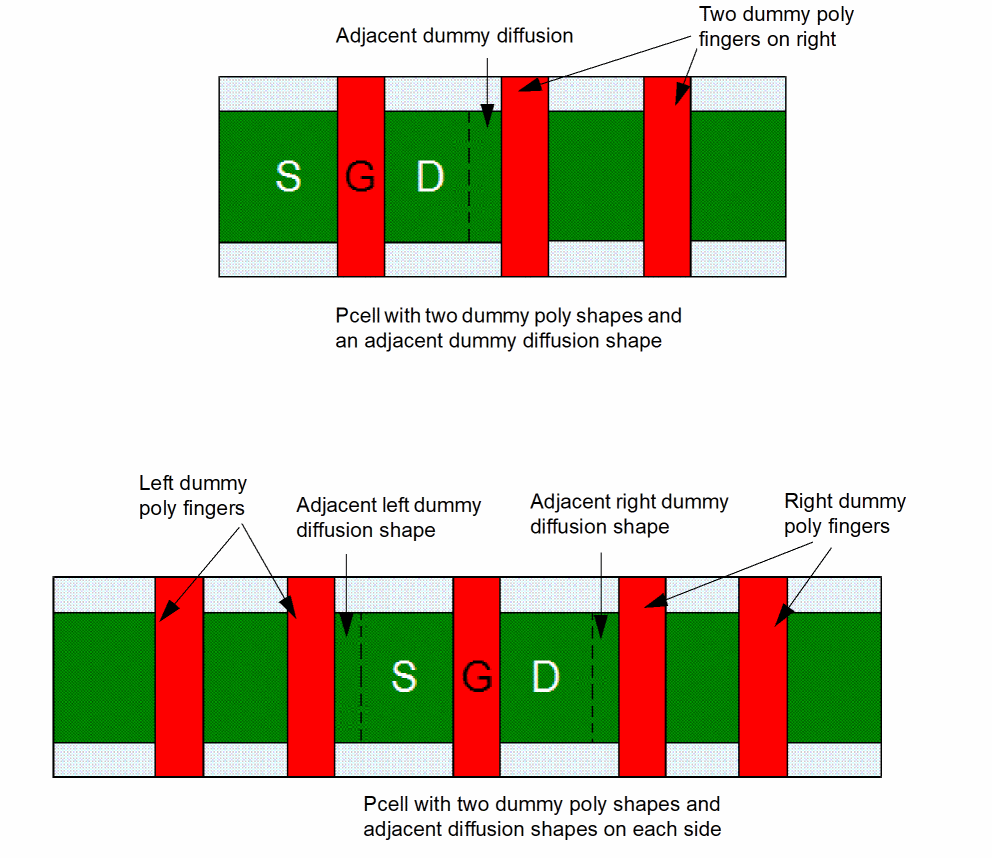 Two dummy poly
fingers on right
Adjacent dummy diffusion
S G D
Pcell with two dummy poly shapes and
an adjacent dummy diffusion shape
Left dummy
poly fingers
Adjacent left dummy
diffusion shape
Adjacent right dummy
diffusion shape
Right dummy
poly fingers
S G D
Pcell with two dummy poly shapes and
adjacent diffusion shapes on each side